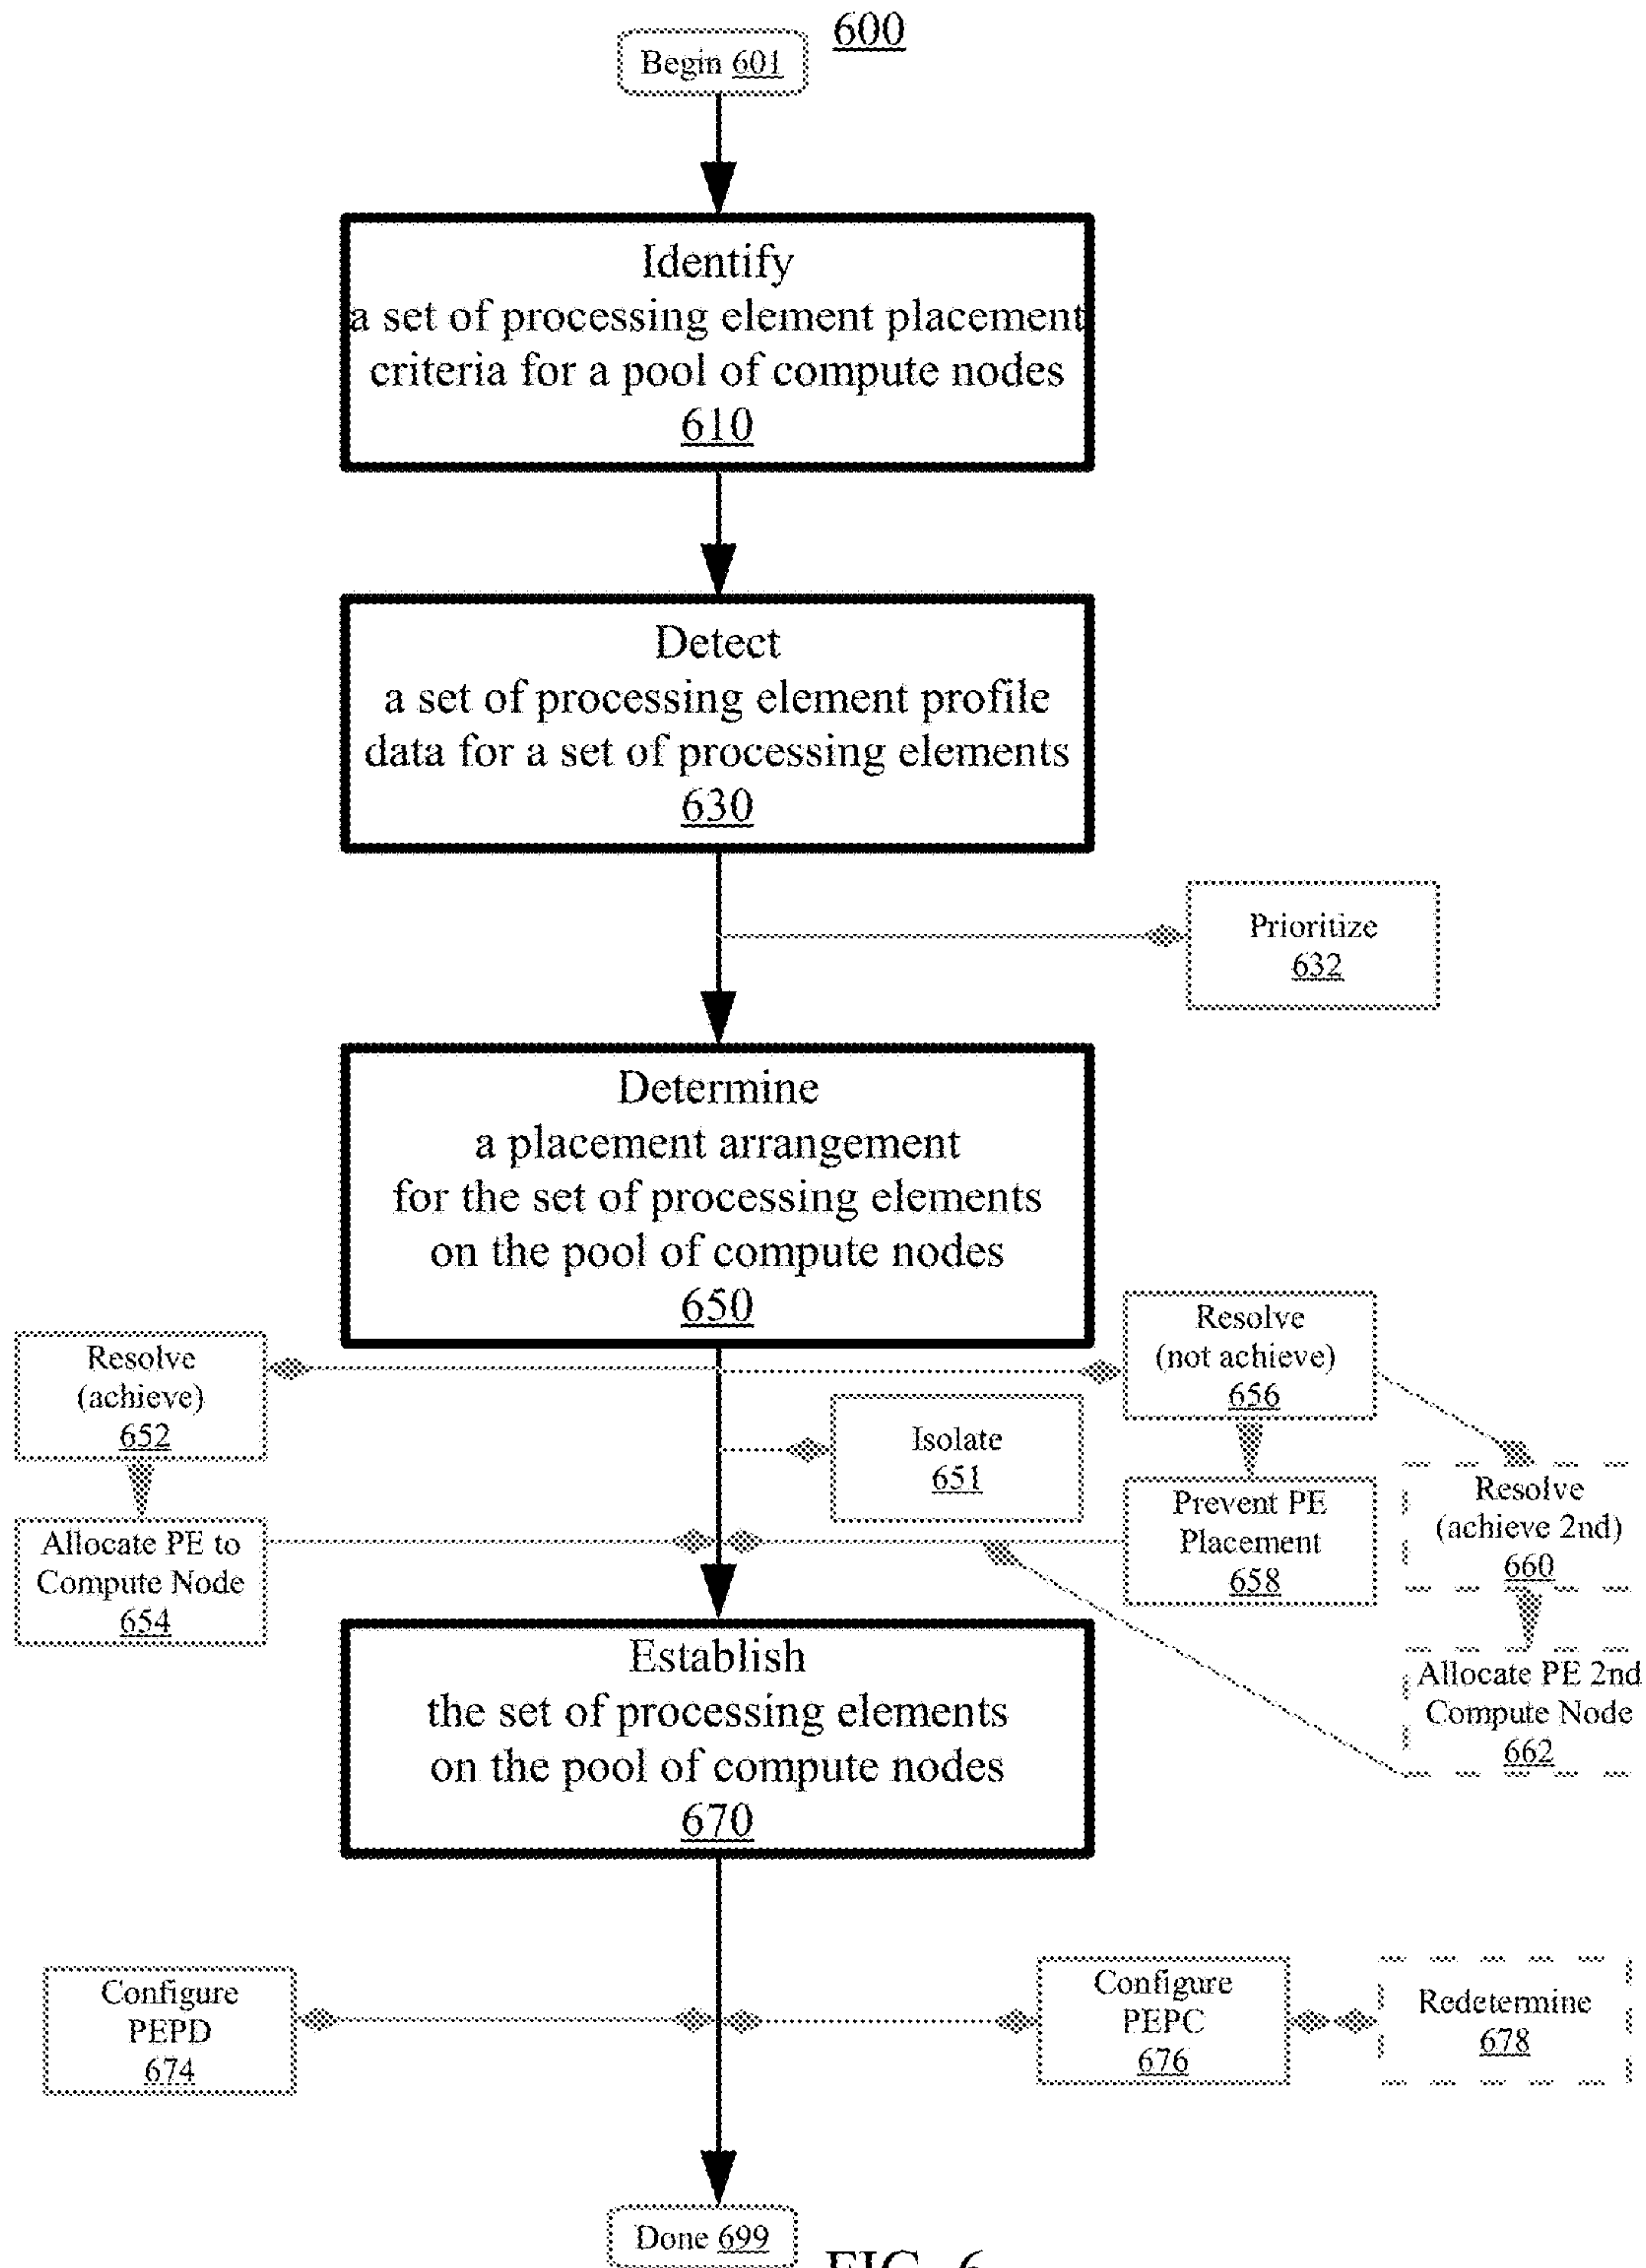 600
Begin 601
Identify
a set of processing element placement
criteria for a pool of compute nodes
610
Detect
a set of processing element profile
data for a set of processing elements
630
Prioritize
632
Determine
a placement arrangement
for the set of processing elements
on the pool of compute nodes
650
Resolve
(achieve)
652
Resolve
(not achieve)
656
Isolate
651
Allocate PE to
Compute Node
654
Prevent PE
Placement
658
Resolve
(achieve 2nd)
660
Allocate PE 2nd
Compute Node
662
Establish
the set of processing elements
on the pool of compute nodes
670
Configure
PEPD
674
Configure
PEPC
676
Redetermine
678
Done 699
FIG. 6